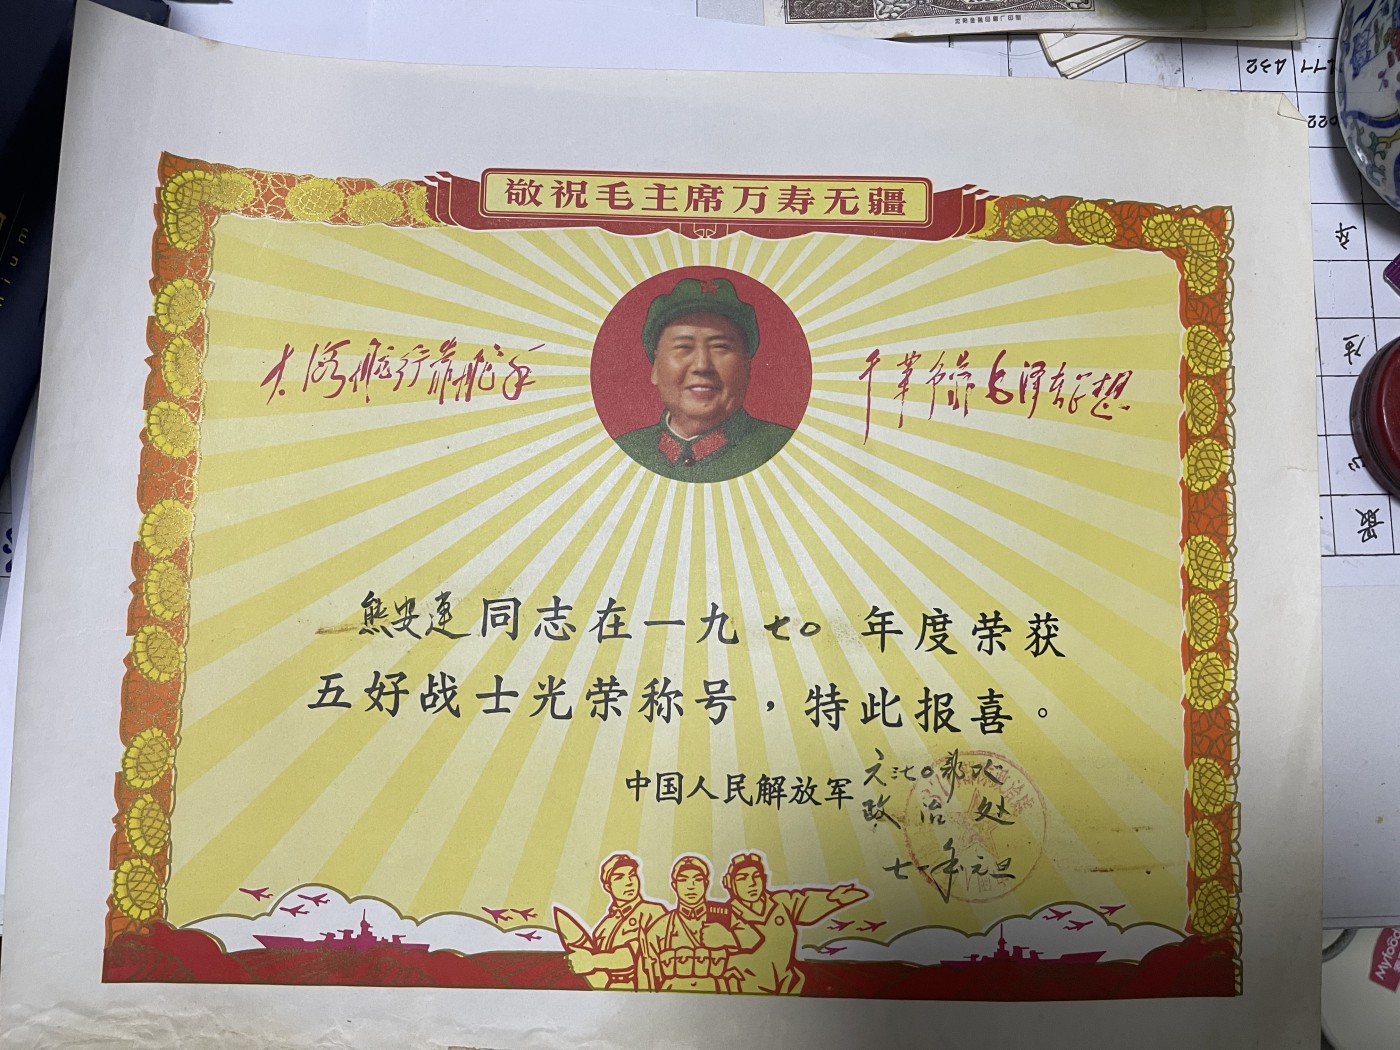 敬祝毛主席万寿无疆
大海航行靠舵手
干革命靠毛泽东思想
熊安连同志在一九七〇年度荣获
五好战士光荣称号，特此报喜。
中国人民解放军
政治处
七一年元旦
432
最